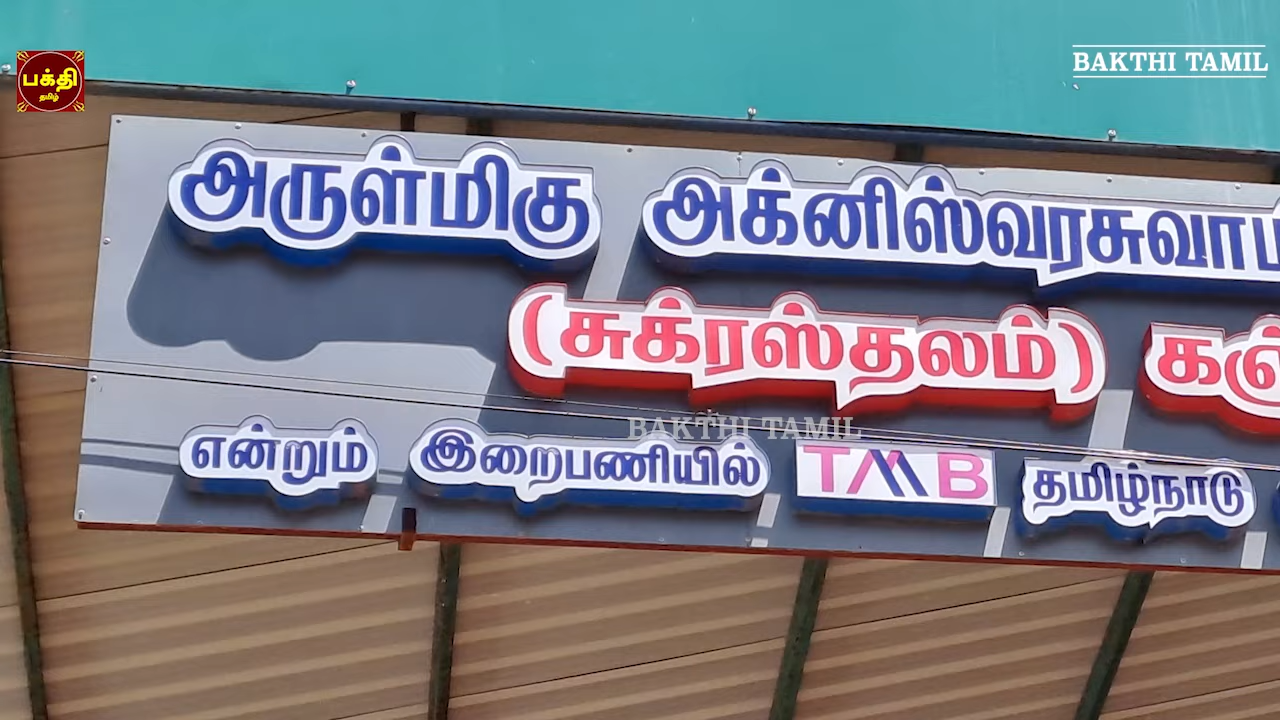 பக்தி
தமிழ்
BAKTHI TAMIL
அருள்மிகு அக்னிஸ்வரசுவாமி
(சுக்ரஸ்தலம்)
BAKTHI TAMIL
என்றும் இறைபணியில் TMB தமிழ்நாடு